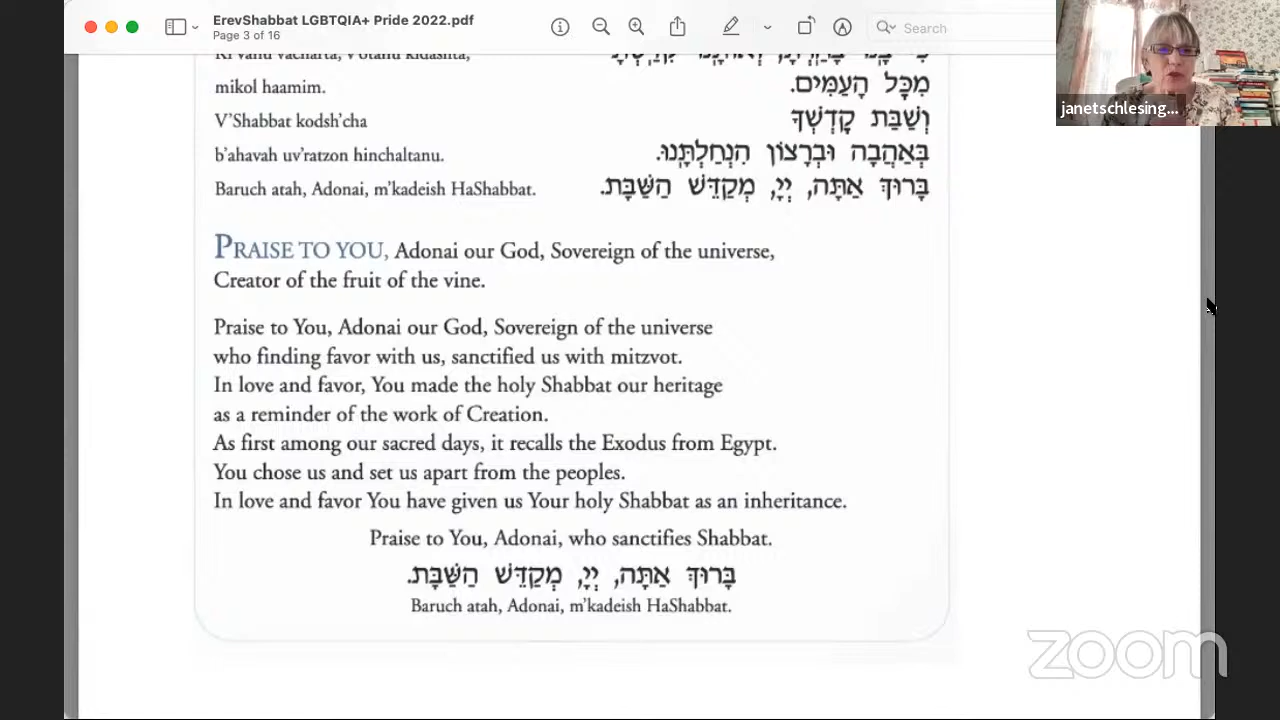 ErevShabbat LGBTQIA+ Pride 2022.pdf
Page 3 of 16
Search
janetschlesing...
Ki vanu vacharta, v'otanu kidashta,
mikol haamim.
מִכָּל הָעַמִּים.
V'Shabbat kodsh'cha
וְשַׁבַּת קָדְשְׁךָ
b'ahavah uv'ratzon hinchaltanu.
בְּאַהֲבָה וּבְרָצוֹן הִנְחַלְתָּנוּ.
Baruch atah, Adonai, m'kadeish HaShabbat.
בָּרוּךְ אַתָּה, יְיָ, מְקַדֵּשׁ הַשַּׁבָּת.
PRAISE TO YOU, Adonai our God, Sovereign of the universe,
Creator of the fruit of the vine.
Praise to You, Adonai our God, Sovereign of the universe
who finding favor with us, sanctified us with mitzvot.
In love and favor, You made the holy Shabbat our heritage
as a reminder of the work of Creation.
As first among our sacred days, it recalls the Exodus from Egypt.
You chose us and set us apart from the peoples.
In love and favor You have given us Your holy Shabbat as an inheritance.
Praise to You, Adonai, who sanctifies Shabbat.
בָּרוּךְ אַתָּה, יְיָ, מְקַדֵּשׁ הַשַּׁבָּת.
Baruch atah, Adonai, m'kadeish HaShabbat.
zoom